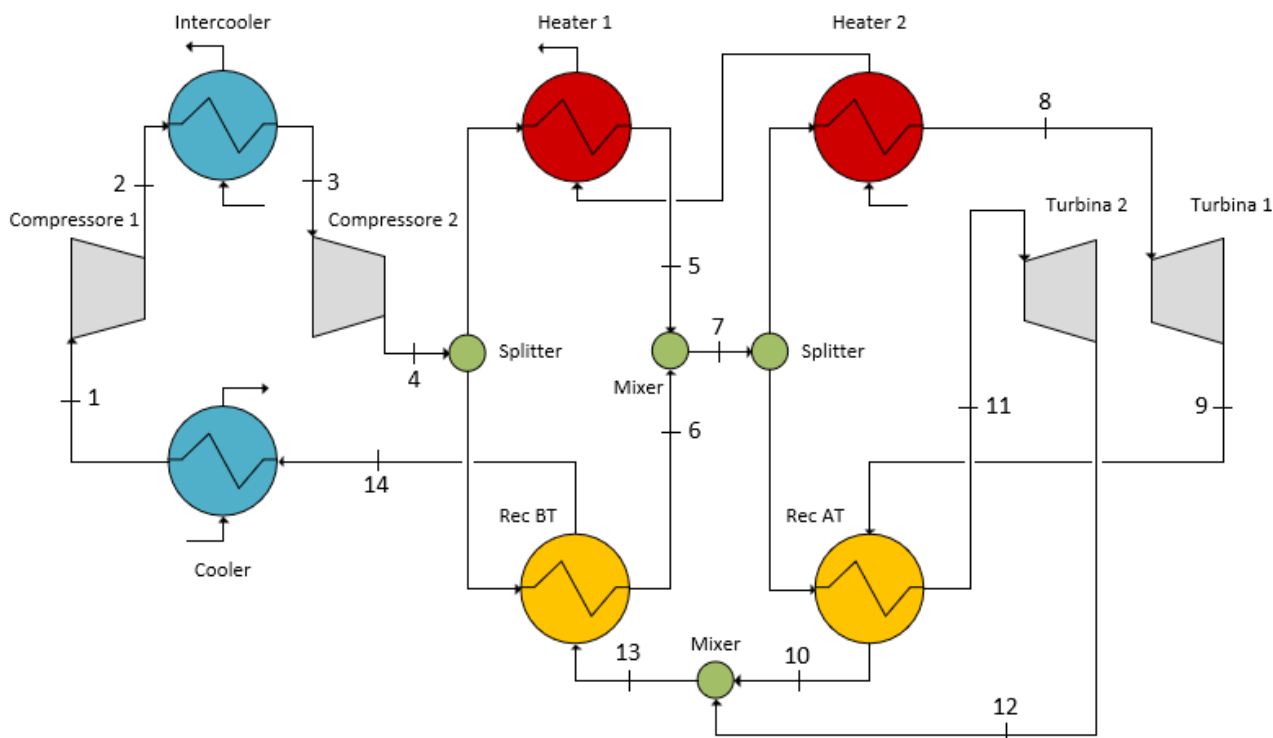 Intercooler
Heater 1
Heater 2
8
2
3
Compressore 1
Compressore 2
Turbina 2
Turbina 1
5
7
4
Splitter
Splitter
Mixer
1
11
9
6
14
Rec BT
Rec AT
Cooler
Mixer
13
10
12